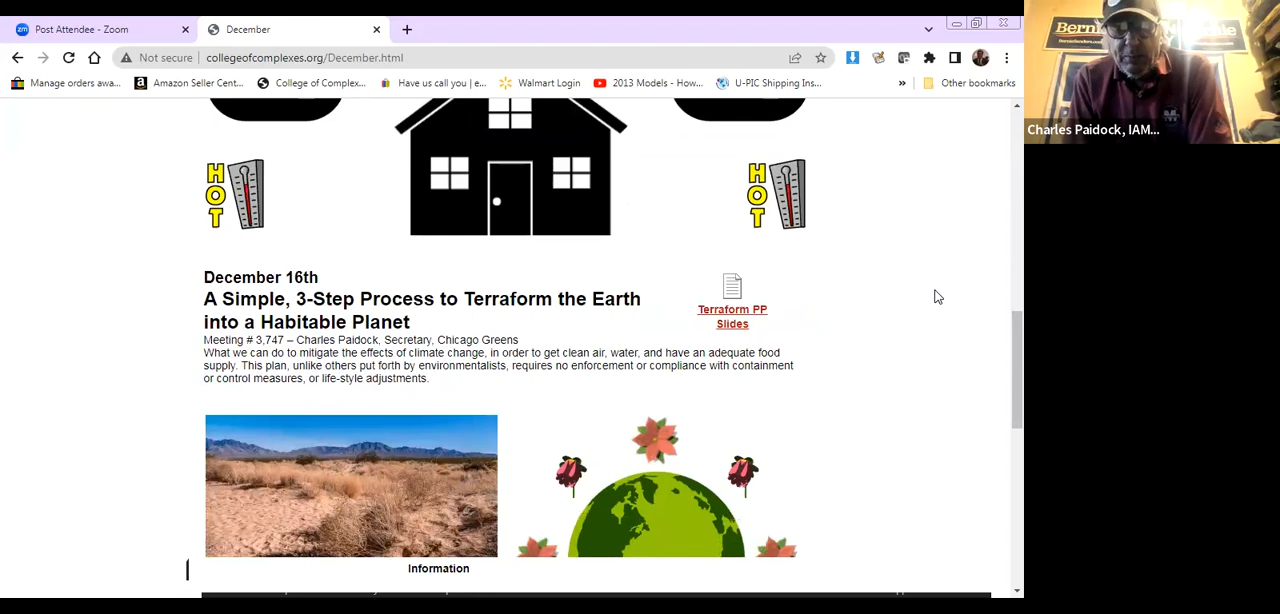 Post Attendee - Zoom
December
Not secure
collegeofcomplexes.org/December.html
Manage orders awa...
Amazon Seller Cent...
College of Complex...
Have us call you | e...
Walmart Login
2013 Models - How...
U-PIC Shipping Ins...
»
Other bookmarks
Bernie
Charles Paidock, IAM...
HOT
HOT
December 16th
A Simple, 3-Step Process to Terraform the Earth
into a Habitable Planet
Terraform PP
Slides
Meeting # 3,747 – Charles Paidock, Secretary, Chicago Greens
What we can do to mitigate the effects of climate change, in order to get clean air, water, and have an adequate food
supply. This plan, unlike others put forth by environmentalists, requires no enforcement or compliance with containment
or control measures, or life-style adjustments.
Information